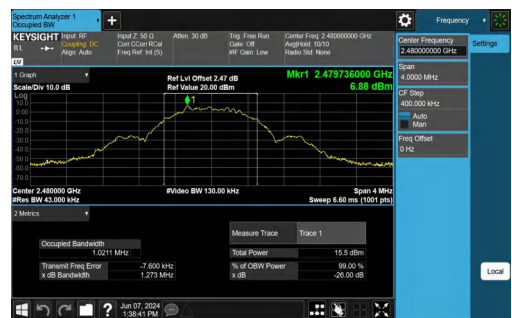 Spectrum Analyzer 1
Occupied BW
+
Frequency
KEYSIGHT
RL
Input: RF
Coupling: DC
Align: Auto
Input Z: 50 Ω
Corr CCorr RCal
Freq Ref: Int (S)
Atten: 30 dB
Trig: Free Run
Gate: Off
#IF Gain: Low
Center Freq: 2.480000000 GHz
Avg|Hold: 10/10
Radio Std: None
Center Frequency
2.480000000 GHz
Settings
Span
4.0000 MHz
CF Step
400.000 kHz
Auto
Man
Freq Offset
0 Hz
Local
1 Graph
Scale/Div 10.0 dB
Ref Lvl Offset 2.47 dB
Ref Value 20.00 dBm
Mkr1 2.479736000 GHz
6.88 dBm
Log
10.0
0.00
-10.0
-20.0
-30.0
-40.0
-50.0
-60.0
-70.0
1
Center 2.480000 GHz
#Res BW 43.000 kHz
#Video BW 130.00 kHz
Span 4 MHz
Sweep 6.60 ms (1001 pts)
2 Metrics
Measure Trace
Trace 1
Occupied Bandwidth
1.0211 MHz
Total Power
15.5 dBm
Transmit Freq Error
-7.600 kHz
% of OBW Power
99.00 %
x dB Bandwidth
1.273 MHz
x dB
-26.00 dB
?
Jun 07, 2024
1:38:41 PM